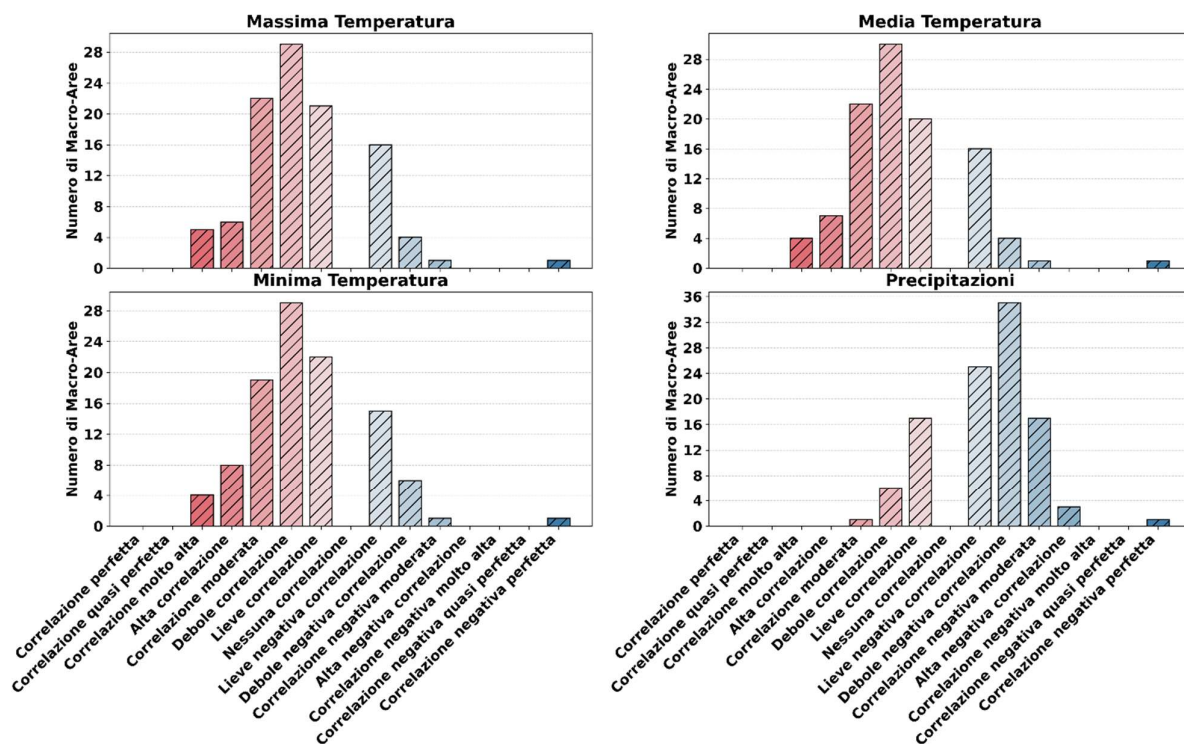 Massima Temperatura
Numero di Macro-Aree
28
24
20
16
12
8
4
0
Media Temperatura
Numero di Macro-Aree
28
24
20
16
12
8
4
0
Minima Temperatura
Numero di Macro-Aree
28
24
20
16
12
8
4
0
Correlazione perfetta
Correlazione quasi perfetta
Correlazione molto alta
Alta correlazione
Correlazione moderata
Debole correlazione
Lieve correlazione
Nessuna correlazione
Lieve negativa correlazione
Debole negativa correlazione
Correlazione negativa moderata
Alta negativa correlazione
Correlazione negativa molto alta
Correlazione negativa quasi perfetta
Correlazione negativa perfetta
Precipitazioni
Numero di Macro-Aree
36
32
28
24
20
16
12
8
4
0
Correlazione perfetta
Correlazione quasi perfetta
Correlazione molto alta
Alta correlazione
Correlazione moderata
Debole correlazione
Lieve correlazione
Nessuna correlazione
Lieve negativa correlazione
Debole negativa correlazione
Correlazione negativa moderata
Alta negativa correlazione
Correlazione negativa molto alta
Correlazione negativa quasi perfetta
Correlazione negativa perfetta